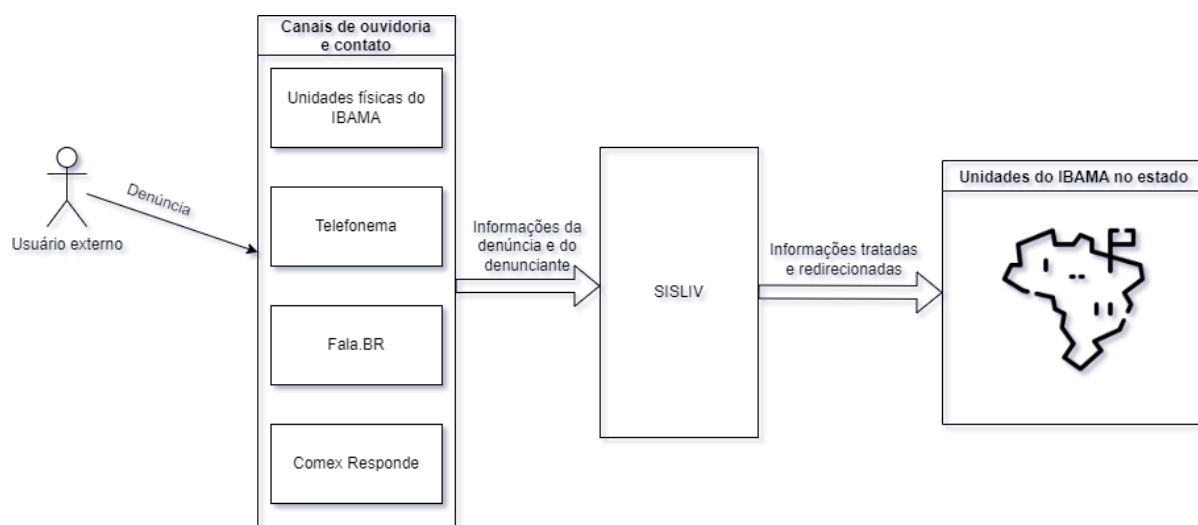 Canais de ouvidoria
e contato
Unidades físicas do
IBAMA
Telefonema
Fala.BR
Comex Responde
Denúncia
Usuário externo
Informações da
denúncia e do
denunciante
SISLIV
Informações tratadas
e redirecionadas
Unidades do IBAMA no estado